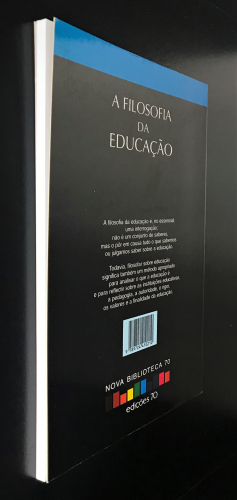 A FILOSOFIA
DA
EDUCAÇÃO
A filosofia da educação é, no essencial,
uma interrogação;
não é um conjunto de saberes,
mas o pôr em causa tudo o que sabemos
ou julgamos saber sobre a educação.
Todavia, filosofar sobre educação
significa também um método apropriado
para analisar o que a educação é
e para reflectir sobre as instituições educativas,
a pedagogia, a autoridade, o rigor,
os valores e a finalidade da educação.
NOVA BIBLIOTECA 70
edições 70